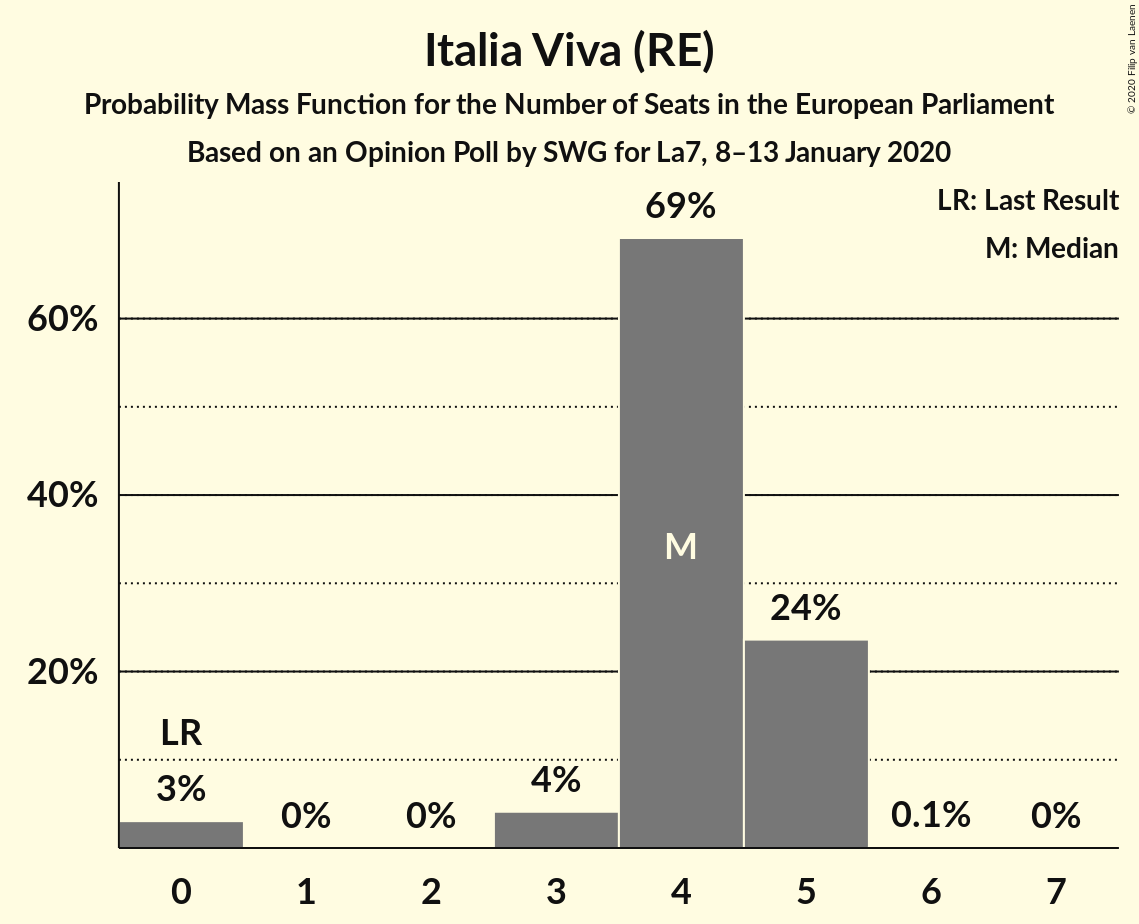 Italia Viva (RE)
Probability Mass Function for the Number of Seats in the European Parliament
Based on an Opinion Poll by SWG for La7, 8–13 January 2020
© 2020 Filip van Laenen
LR: Last Result
M: Median
69%
60%
40%
M
24%
20%
LR
3%
0%
0%
4%
0.1%
0%
0 1 2 3 4 5 6 7